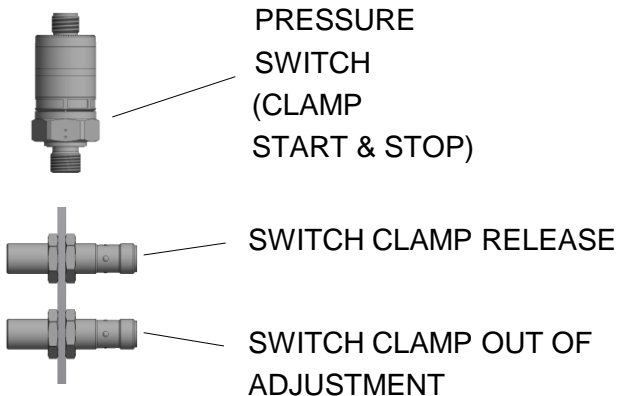 PRESSURE
SWITCH
(CLAMP
START & STOP)
SWITCH CLAMP RELEASE
SWITCH CLAMP OUT OF
ADJUSTMENT